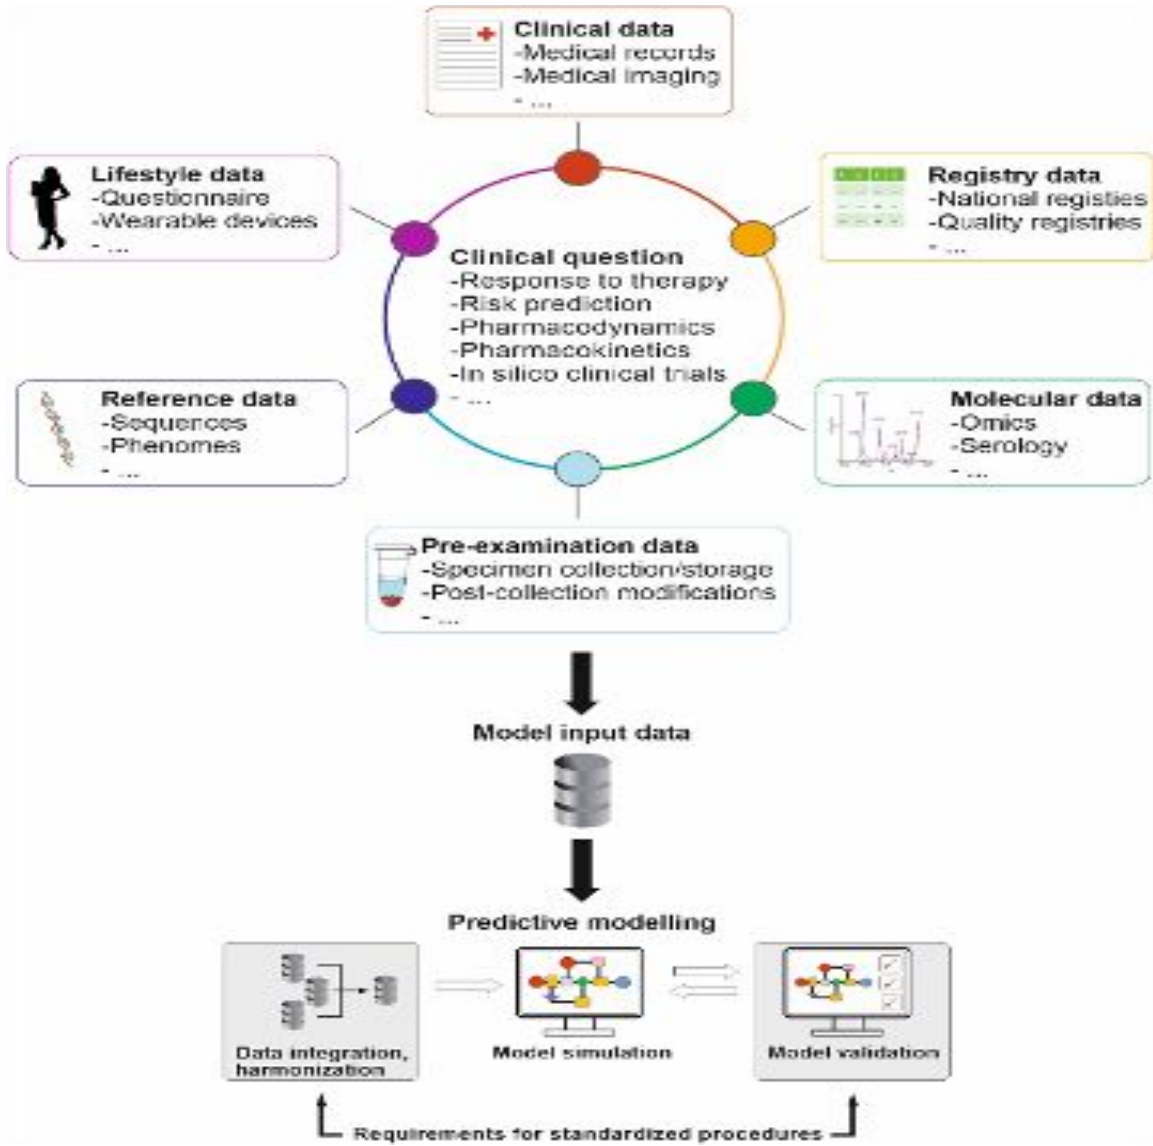 Clinical data
-Medical records
-Medical imaging
- ...
Lifestyle data
-Questionnaire
-Wearable devices
- ...
Registry data
-National registies
-Quality registries
- ...
Clinical question
-Response to therapy
-Risk prediction
-Pharmacodynamics
-Pharmacokinetics
-In silico clinical trials
- ...
Reference data
-Sequences
-Phenomes
- ...
Molecular data
-Omics
-Serology
- ...
Pre-examination data
-Specimen collection/storage
-Post-collection modifications
- ...
Model input data
Predictive modelling
Data integration,
harmonization
Model simulation
Model validation
Requirements for standardized procedures